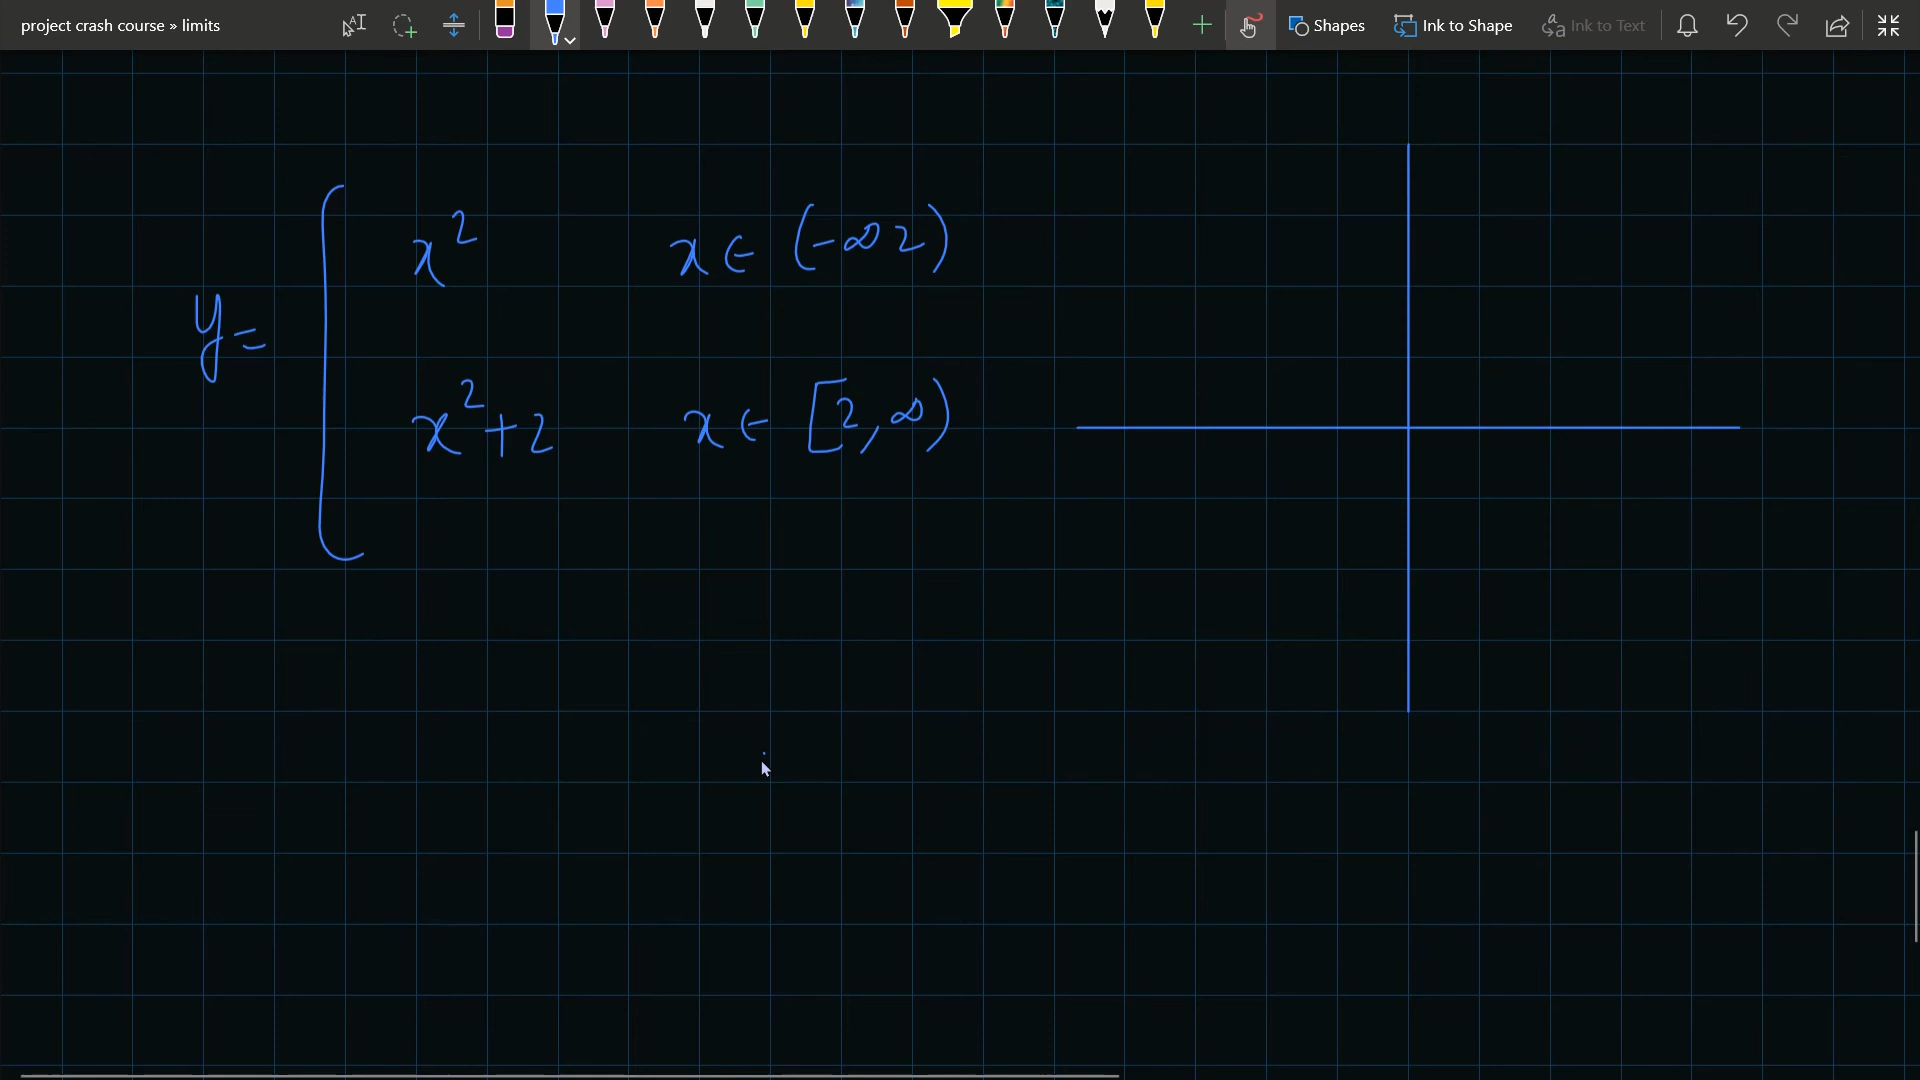 project crash course » limits
Shapes Ink to Shape Ink to Text
x² x ∈ (-∞ 2)
y =
x²+2 x ∈ [2, ∞)